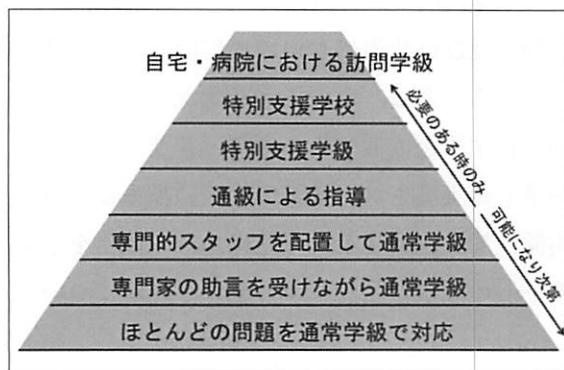 自宅・病院における訪問学級
特別支援学校
特別支援学級
通級による指導
専門的スタッフを配置して通常学級
専門家の助言を受けながら通常学級
ほとんどの問題を通常学級で対応
必要のある時のみ
可能になり次第